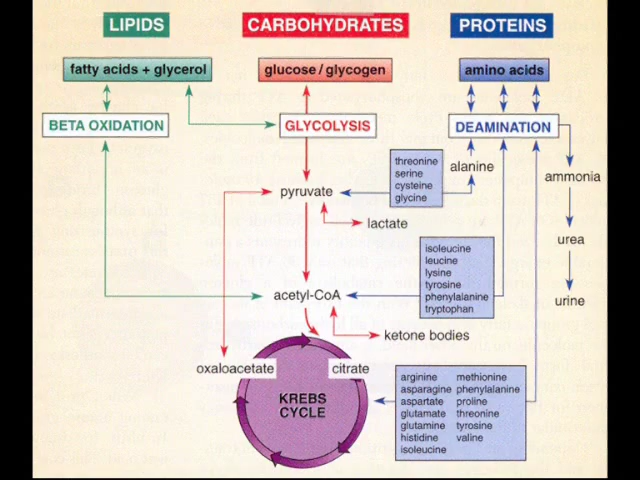 LIPIDS
CARBOHYDRATES
PROTEINS
fatty acids + glycerol
glucose / glycogen
amino acids
BETA OXIDATION
GLYCOLYSIS
DEAMINATION
threonine
serine
cysteine
glycine
alanine
ammonia
pyruvate
lactate
urea
isoleucine
leucine
lysine
tyrosine
phenylalanine
tryptophan
acetyl-CoA
urine
ketone bodies
oxaloacetate
citrate
KREBS
CYCLE
arginine
asparagine
aspartate
glutamate
glutamine
histidine
isoleucine
methionine
phenylalanine
proline
threonine
tyrosine
valine